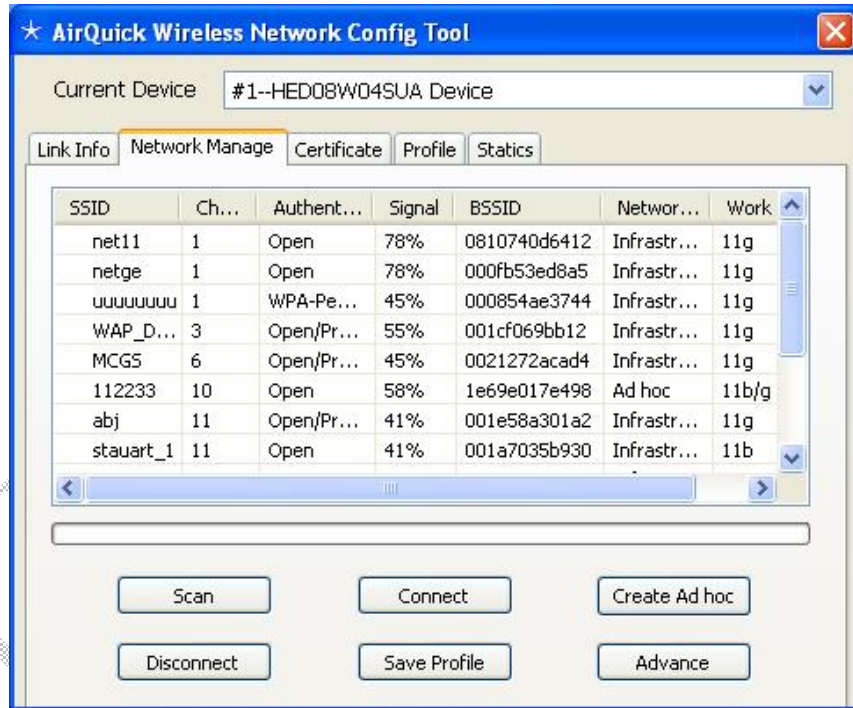 AirQuick Wireless Network Config Tool
Current Device #1--HED08W04SUA Device
Link Info Network Manage Certificate Profile Statics
SSID Ch... Authent... Signal BSSID Networ... Work
net11 1 Open 78% 0810740d6412 Infrastr... 11g
netge 1 Open 78% 000fb53ed8a5 Infrastr... 11g
uuuuuuuu 1 WPA-Pe... 45% 000854ae3744 Infrastr... 11g
WAP_D... 3 Open/Pr... 55% 001cf069bb12 Infrastr... 11g
MCGS 6 Open/Pr... 45% 0021272acad4 Infrastr... 11g
112233 10 Open 58% 1e69e017e498 Ad hoc 11b/g
abj 11 Open/Pr... 41% 001e58a301a2 Infrastr... 11g
stauart_1 11 Open 41% 001a7035b930 Infrastr... 11b
Scan Connect Create Ad hoc
Disconnect Save Profile Advance